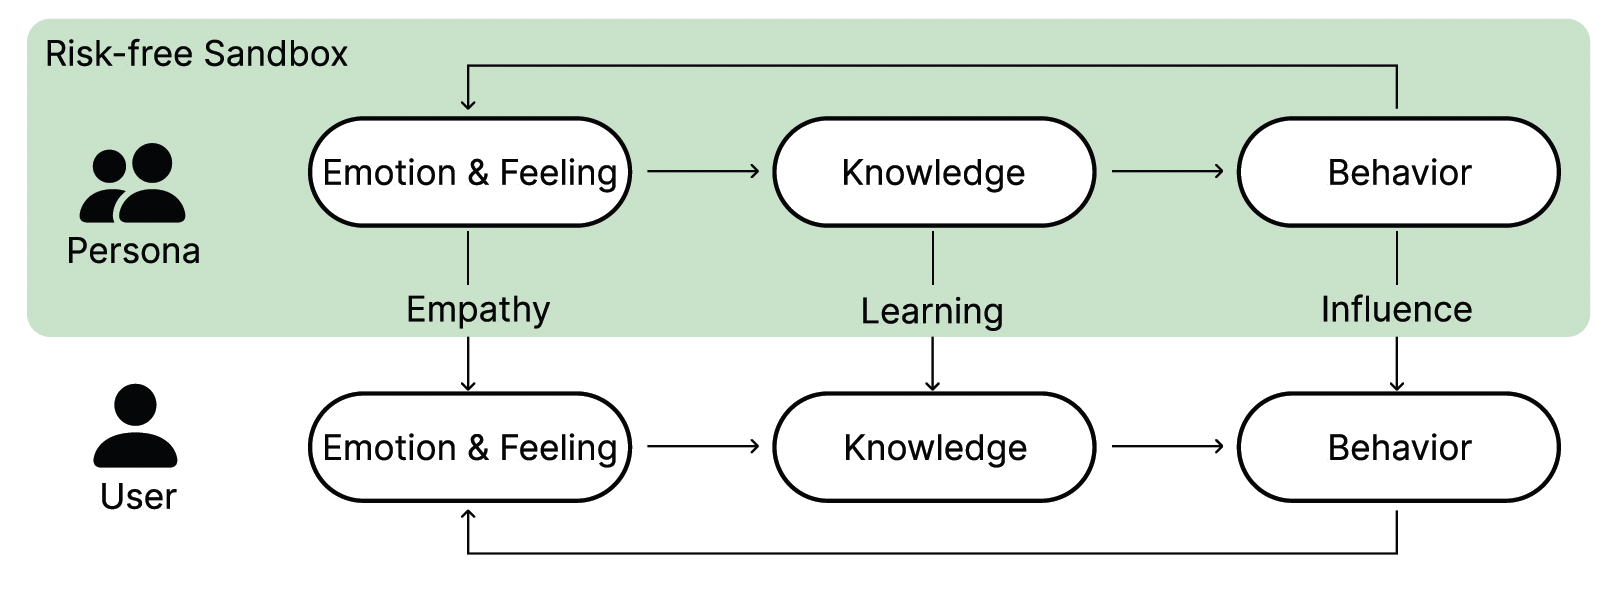 Risk-free Sandbox
Emotion & Feeling
Knowledge
Behavior
Persona
Empathy
Learning
Influence
Emotion & Feeling
Knowledge
Behavior
User